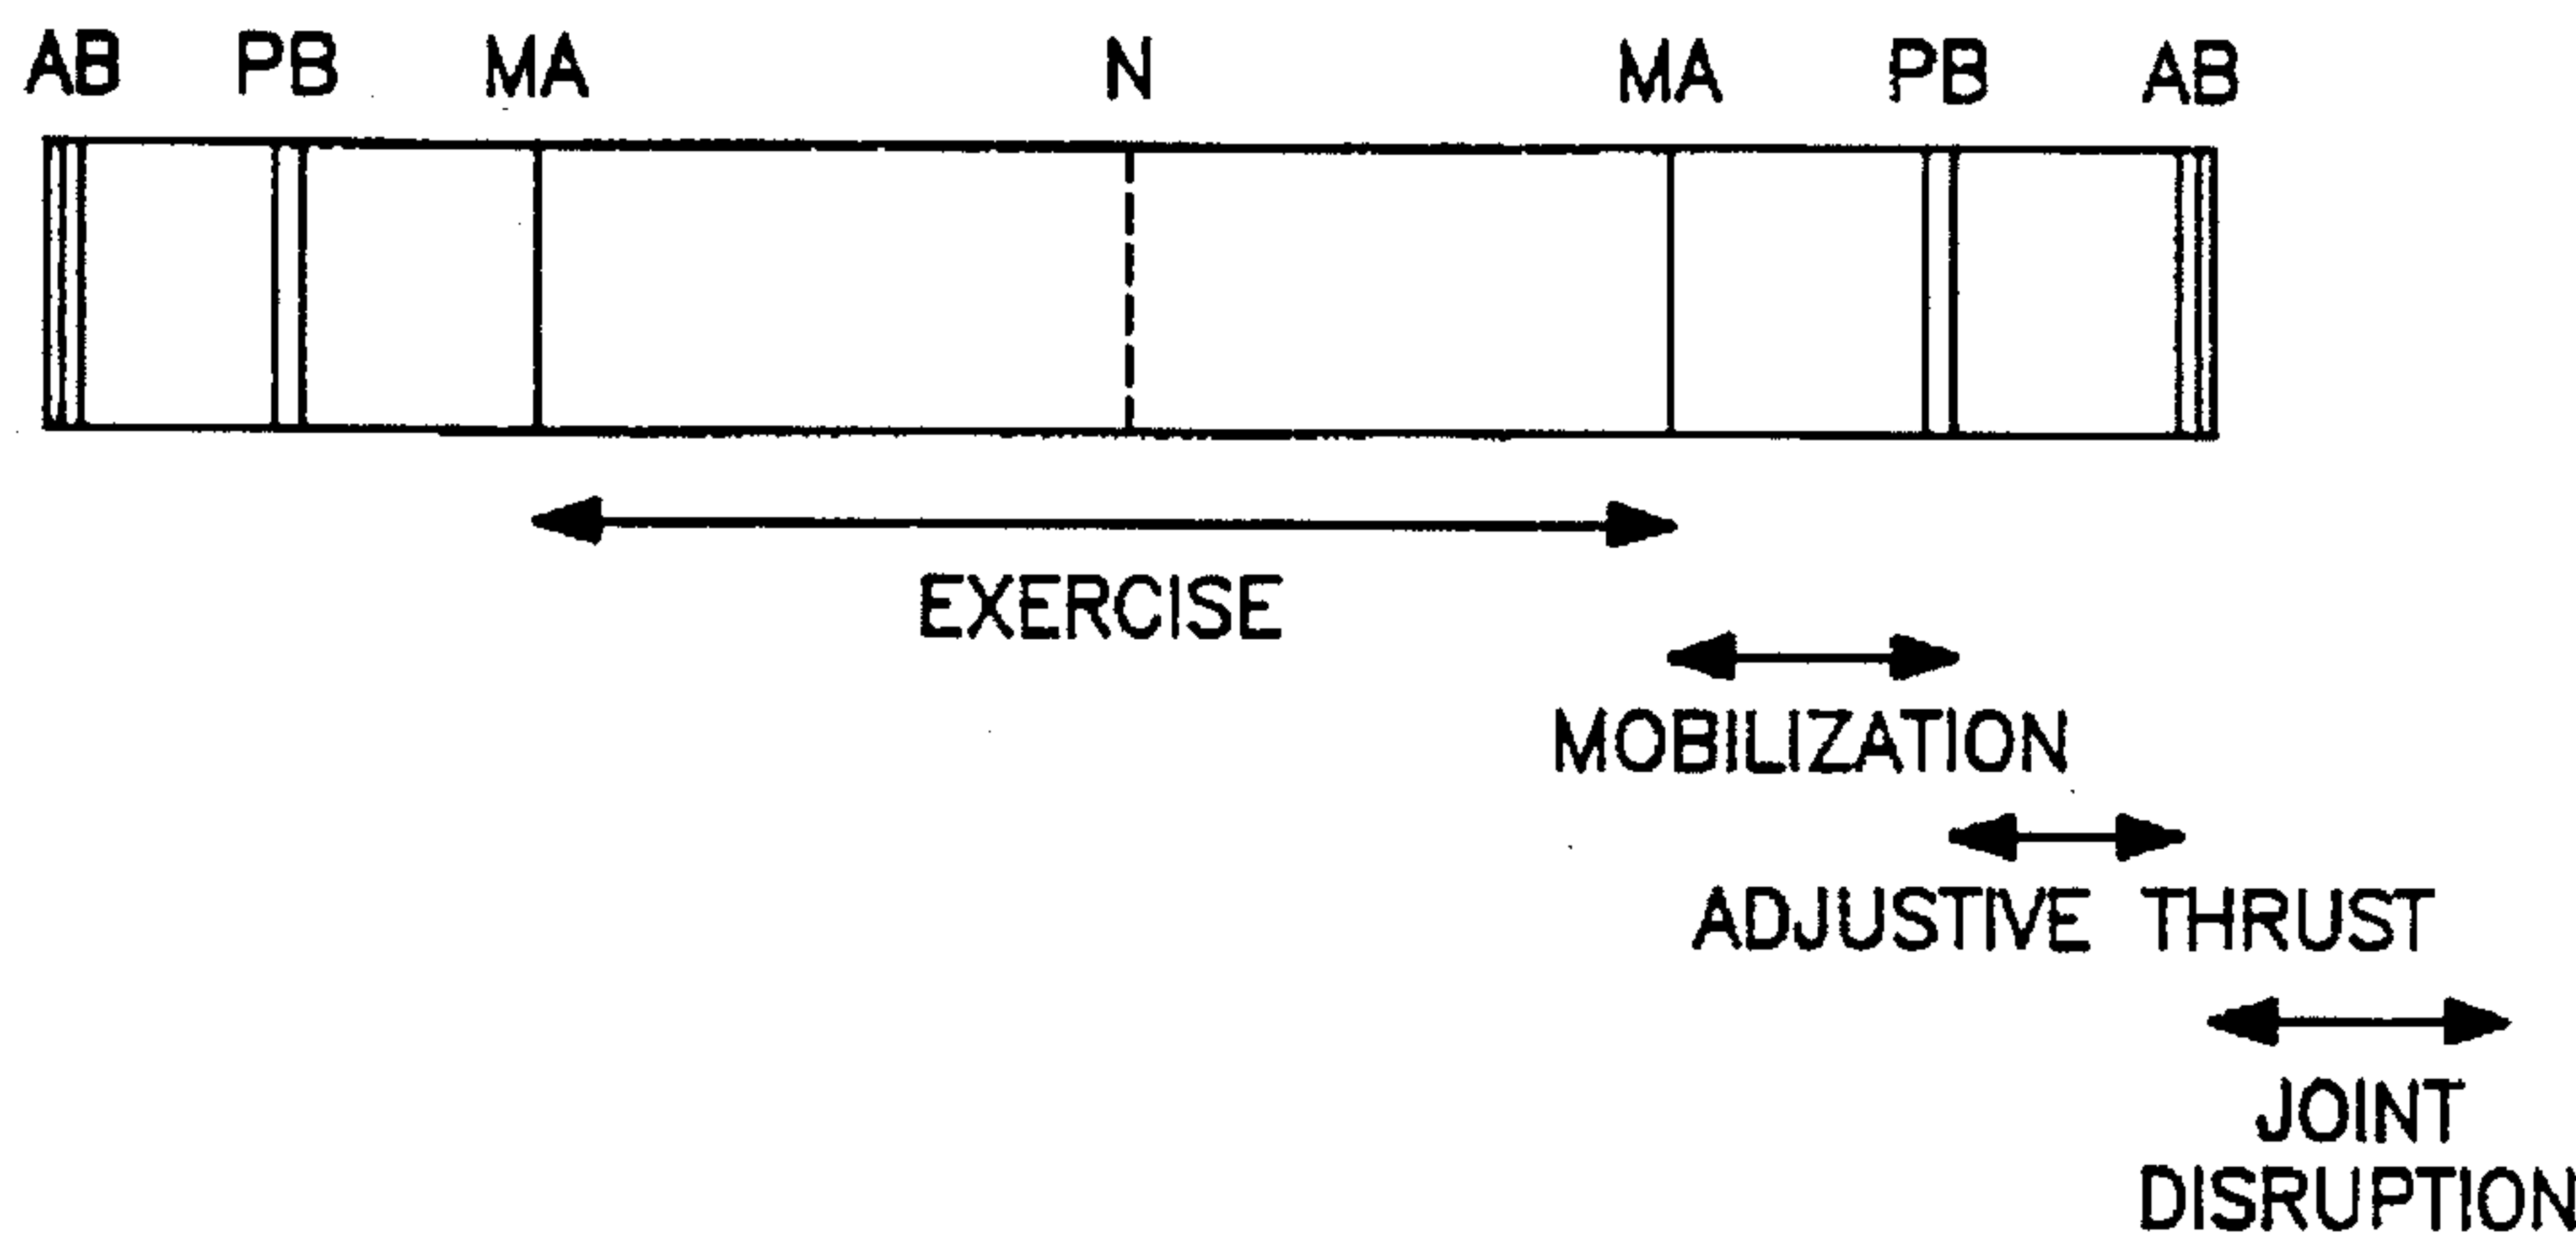 AB PB MA N MA PB AB
EXERCISE
MOBILIZATION
ADJUSTIVE THRUST
JOINT
DISRUPTION